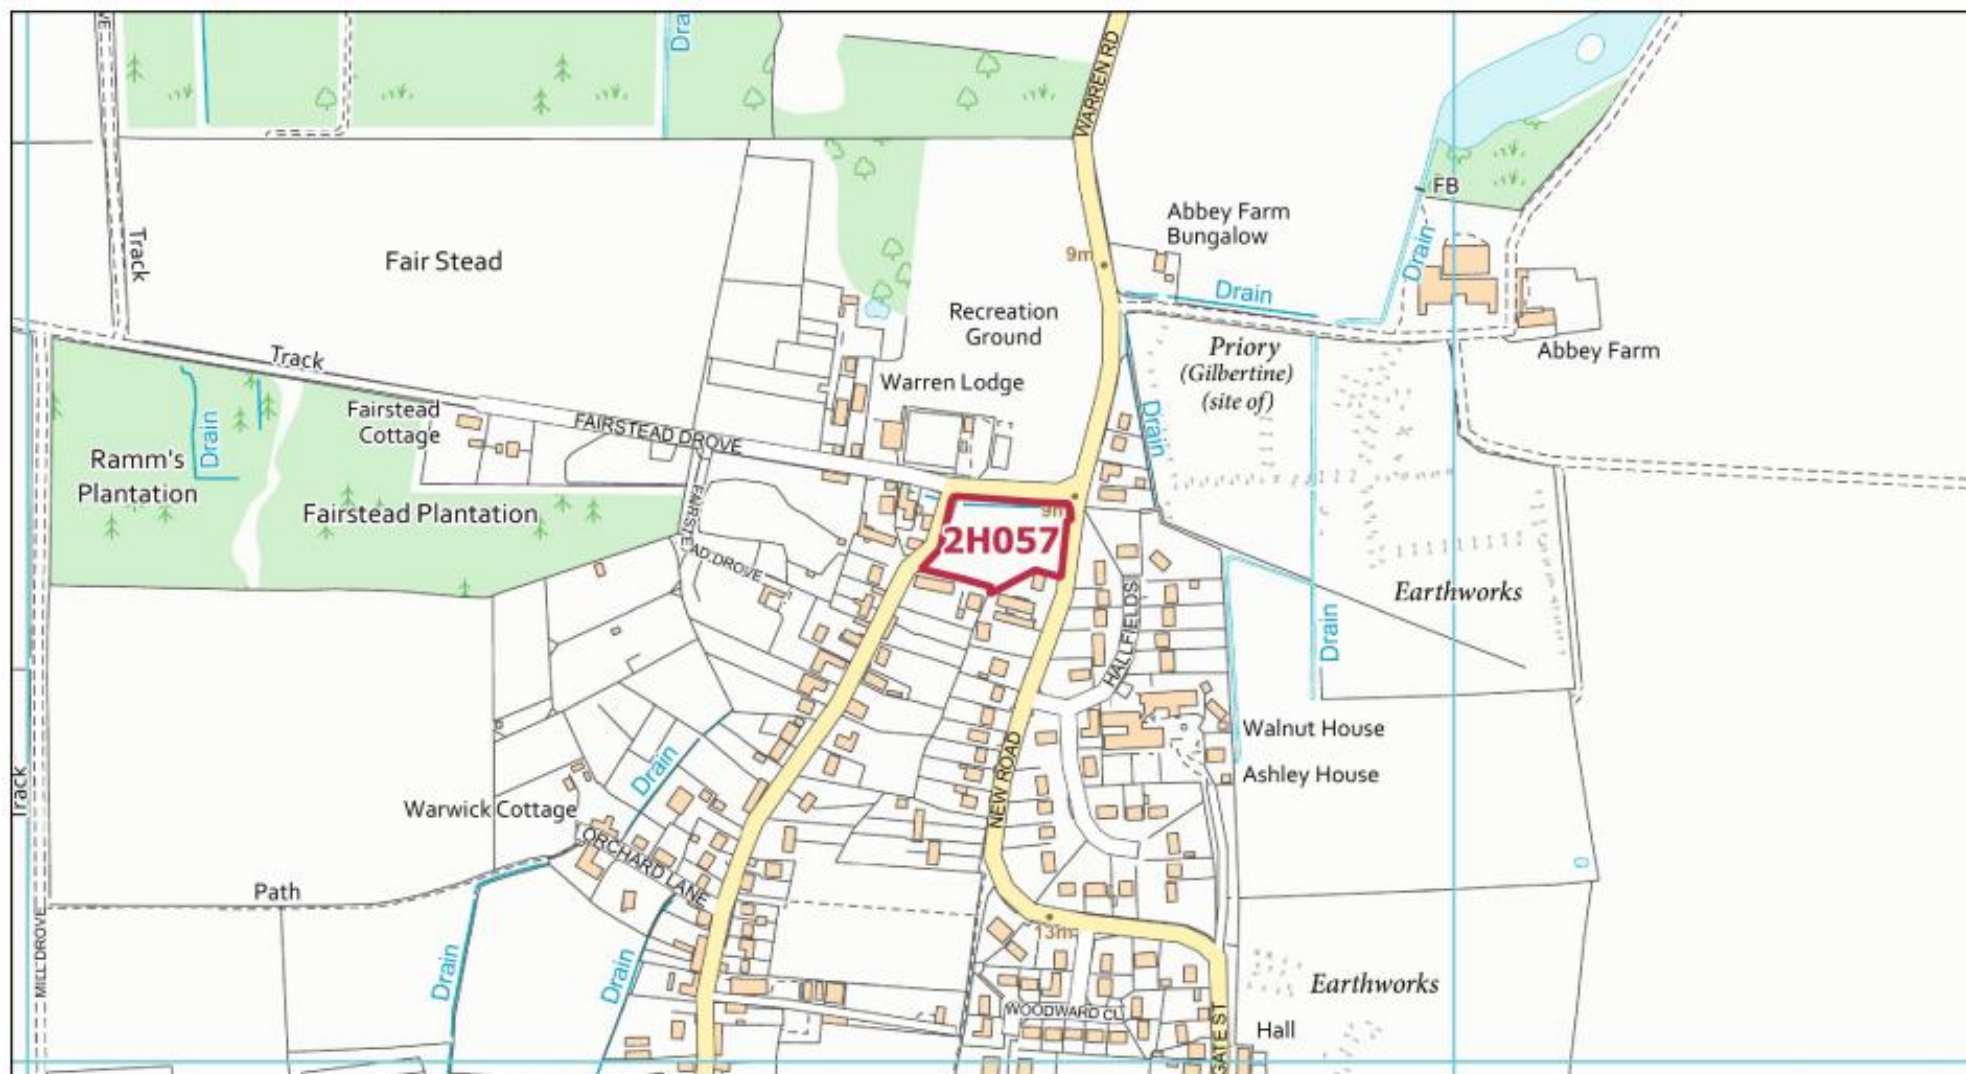 Dra
WARREN RD
FB
Abbey Farm
Bungalow
Track
Fair Stead
9m
Drain
Drain
Recreation
Ground
Priory
(Gilbertine)
(site of)
Abbey Farm
Track
Warren Lodge
Fairstead
Cottage
FAIRSTEAD DROVE
Drain
Drain
Ramm's
Plantation
Fairstead Plantation
FAIRSTEAD DROVE
9m
2H057
Earthworks
HALLFIELDS
Drain
Walnut House
Ashley House
Drain
NEW ROAD
Track
Warwick Cottage
ORCHARD LANE
Path
MILL DROVE
Drain
Drain
13m
Earthworks
WOODWARD CL
Hall
GATE ST